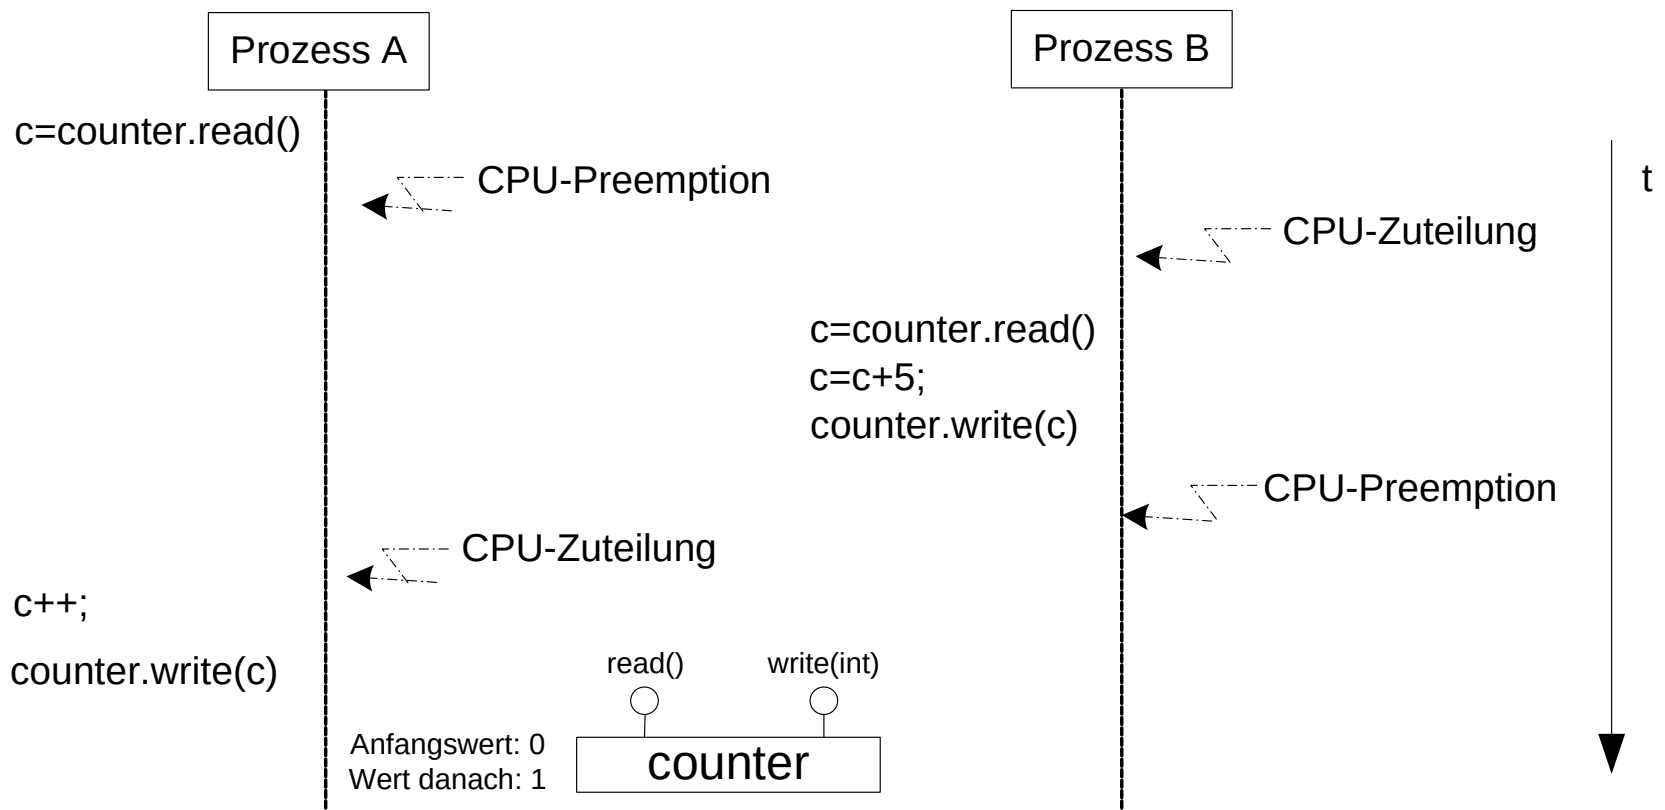 Prozess A
Prozess B
c=counter.read()
CPU-Preemption
t
CPU-Zuteilung
c=counter.read()
c=c+5;
counter.write(c)
CPU-Preemption
CPU-Zuteilung
c++;
counter.write(c)
read()
write(int)
Anfangswert: 0
Wert danach: 1
counter